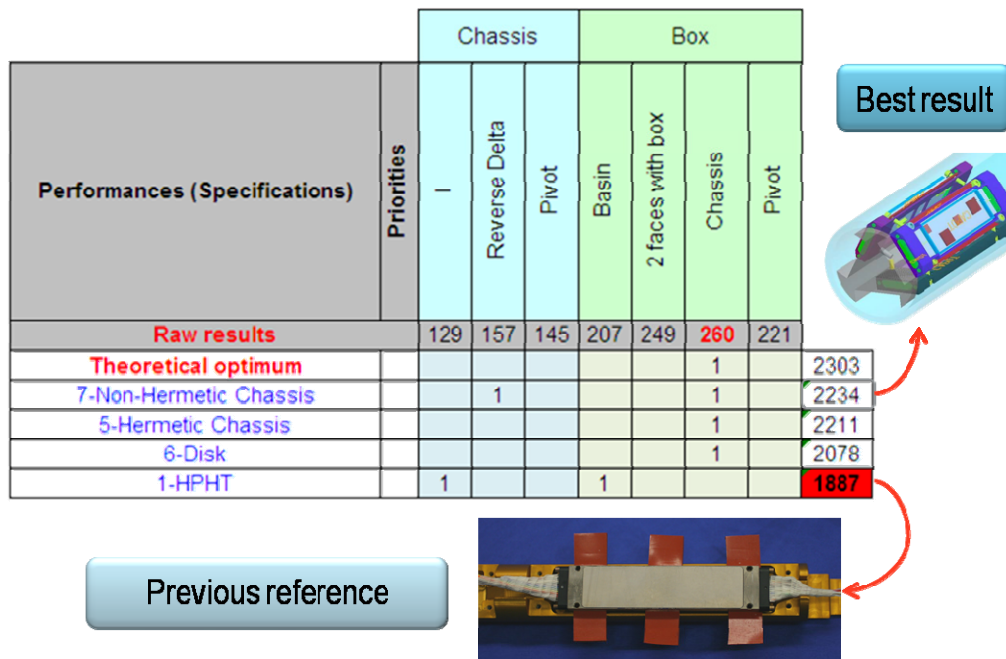 Chassis Box
Performances (Specifications) Priorities I Reverse Delta Pivot Basin 2 faces with box Chassis Pivot
Best result
Raw results 129 157 145 207 249 260 221
Theoretical optimum 1 2303
7-Non-Hermetic Chassis 1 1 2234
5-Hermetic Chassis 1 2211
6-Disk 1 2078
1-HPHT 1 1 1887
Previous reference